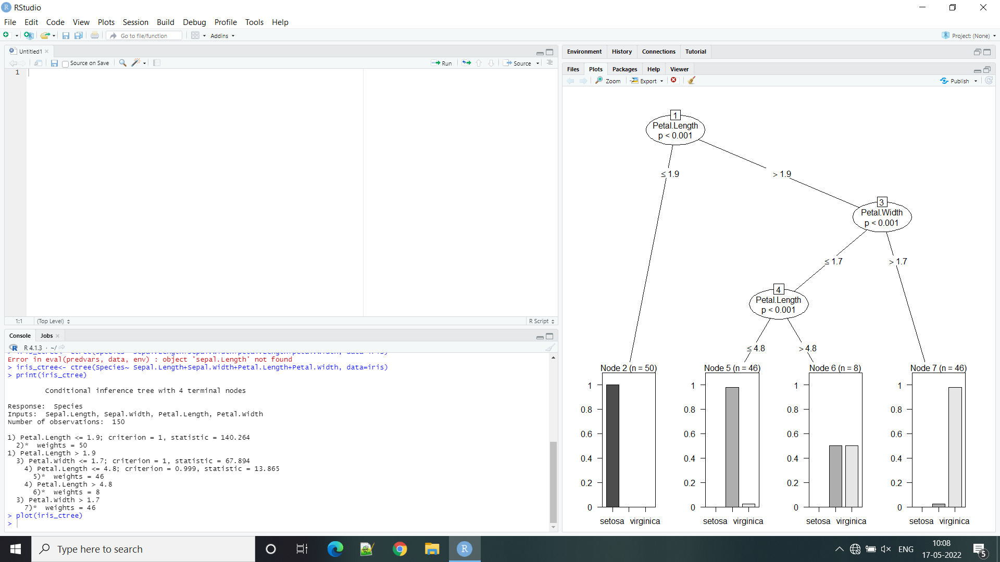 RStudio
File Edit Code View Plots Session Build Debug Profile Tools Help
Go to file/function Addins Project: (None)
Untitled1
Source on Save Run Source
1
1:1 (Top Level) R Script
Console Jobs
R 4.1.3 · ~/
Error in eval(predvars, data, env) : object 'sepal.Length' not found
> iris_ctree<- ctree(Species~ Sepal.Length+Sepal.Width+Petal.Length+Petal.Width, data=iris)
> print(iris_ctree)
Conditional inference tree with 4 terminal nodes
Response:  Species
Inputs:  Sepal.Length, Sepal.Width, Petal.Length, Petal.Width
Number of observations:  150
1) Petal.Length <= 1.9; criterion = 1, statistic = 140.264
2)*  weights = 50
1) Petal.Length > 1.9
3) Petal.Width <= 1.7; criterion = 1, statistic = 67.894
4) Petal.Length <= 4.8; criterion = 0.999, statistic = 13.865
5)*  weights = 46
4) Petal.Length > 4.8
6)*  weights = 8
3) Petal.Width > 1.7
7)*  weights = 46
> plot(iris_ctree)
>
Environment History Connections Tutorial
Files Plots Packages Help Viewer
Zoom Export Publish
1
Petal.Length
p < 0.001
≤ 1.9 > 1.9
3
Petal.Width
p < 0.001
≤ 1.7 > 1.7
4
Petal.Length
p < 0.001
≤ 4.8 > 4.8
Node 2 (n = 50) Node 5 (n = 46) Node 6 (n = 8) Node 7 (n = 46)
1 1 1 1
0.8 0.8 0.8 0.8
0.6 0.6 0.6 0.6
0.4 0.4 0.4 0.4
0.2 0.2 0.2 0.2
0 0 0 0
setosa virginica setosa virginica setosa virginica setosa virginica
Type here to search
R
ENG
10:08
17-05-2022
5